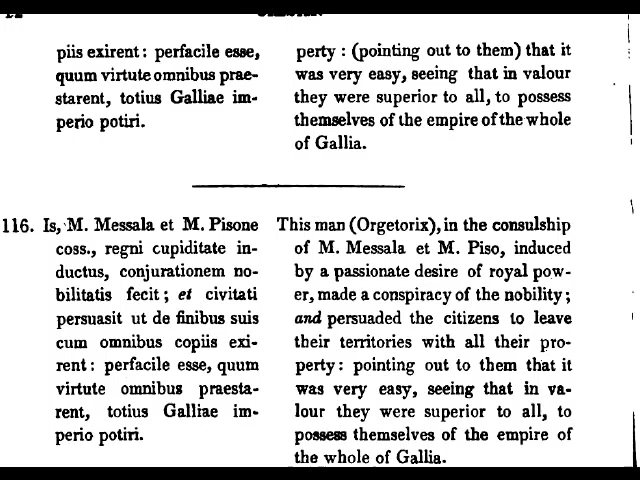 piis exirent : perfacile esse,
quum virtute omnibus prae-
starent, totius Galliae im-
perio potiri.
perty : (pointing out to them) that it
was very easy, seeing that in valour
they were superior to all, to possess
themselves of the empire of the whole
of Gallia.
116. Is, M. Messala et M. Pisone
coss., regni cupiditate in-
ductus, conjurationem no-
bilitatis fecit ; et civitati
persuasit ut de finibus suis
cum omnibus copiis exi-
rent : perfacile esse, quum
virtute omnibus praesta-
rent, totius Galliae im-
perio potiri.
This man (Orgetorix), in the consulship
of M. Messala et M. Piso, induced
by a passionate desire of royal pow-
er, made a conspiracy of the nobility ;
and persuaded the citizens to leave
their territories with all their pro-
perty : pointing out to them that it
was very easy, seeing that in va-
lour they were superior to all, to
possess themselves of the empire of
the whole of Gallia.